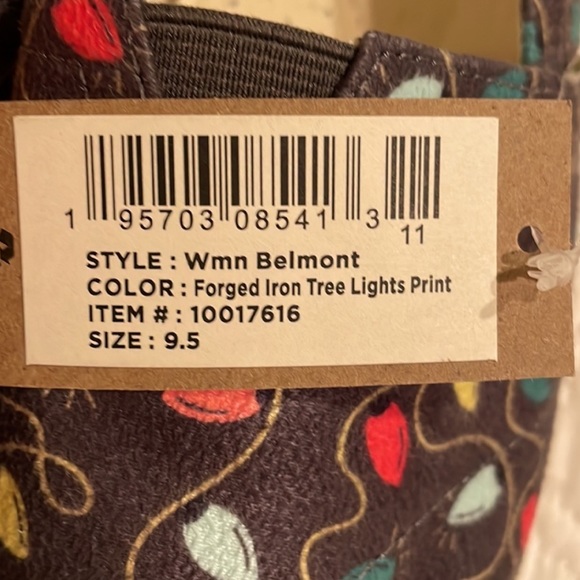 1 95703 08541 3 11
STYLE : Wmn Belmont
COLOR : Forged Iron Tree Lights Print
ITEM # : 10017616
SIZE : 9.5